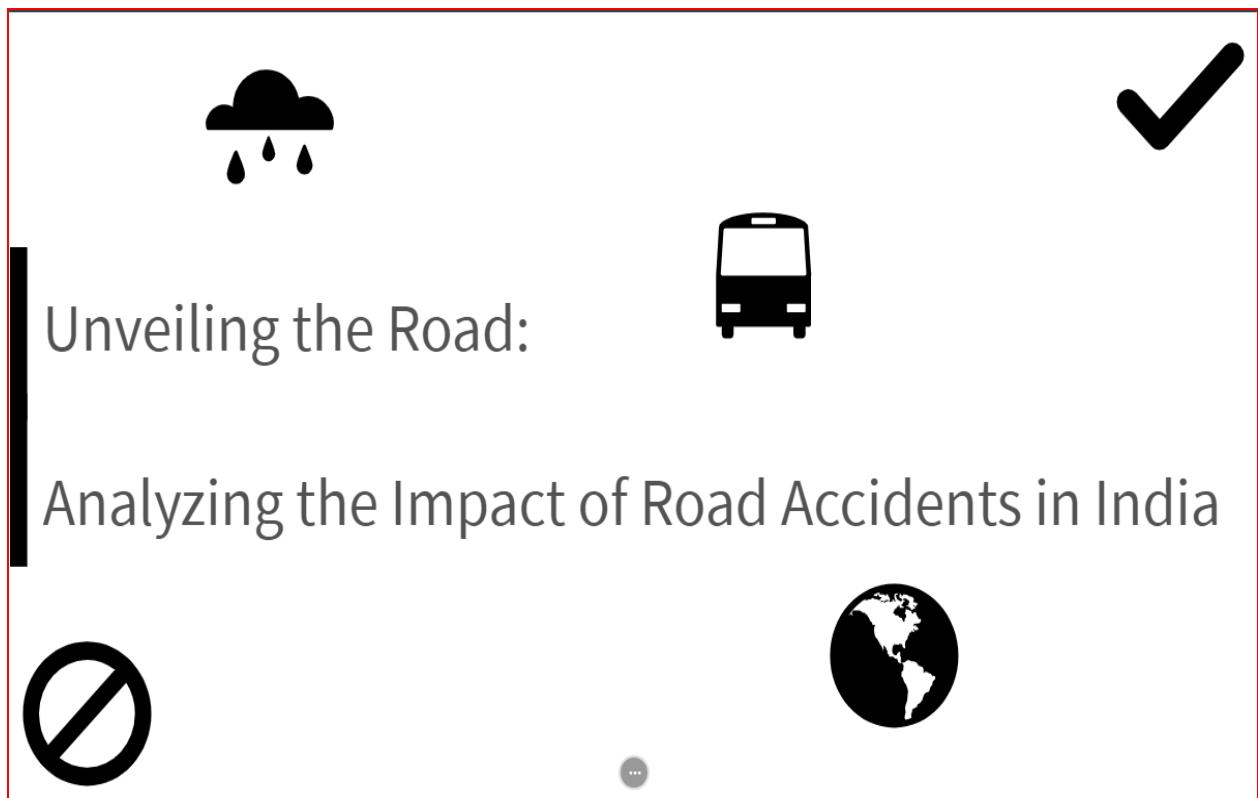 Unveiling the Road:
Analyzing the Impact of Road Accidents in India